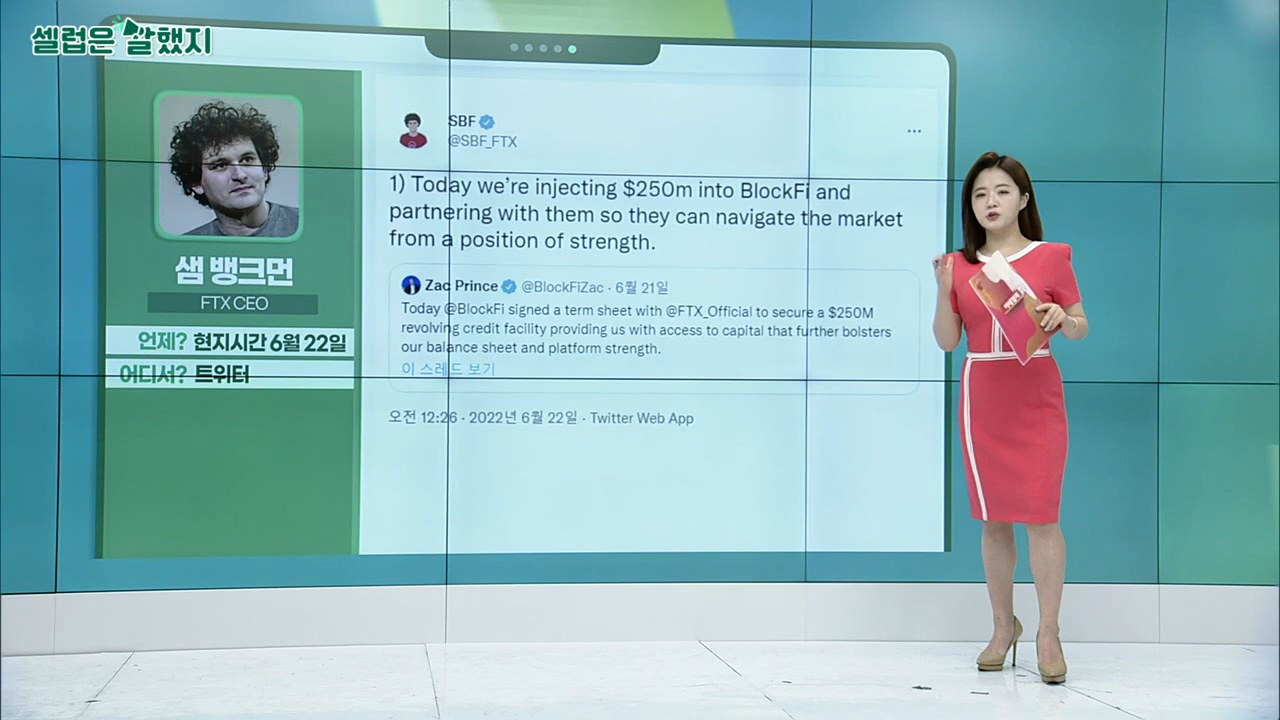 셀럽은 말했지
샘 뱅크먼
FTX CEO
언제? 현지시간 6월 22일
어디서? 트위터
SBF
@SBF_FTX
...
1) Today we're injecting $250m into BlockFi and
partnering with them so they can navigate the market
from a position of strength.
Zac Prince @BlockFiZac · 6월 21일
Today @BlockFi signed a term sheet with @FTX_Official to secure a $250M
revolving credit facility providing us with access to capital that further bolsters
our balance sheet and platform strength.
이 스레드 보기
오전 12:26 · 2022년 6월 22일 · Twitter Web App